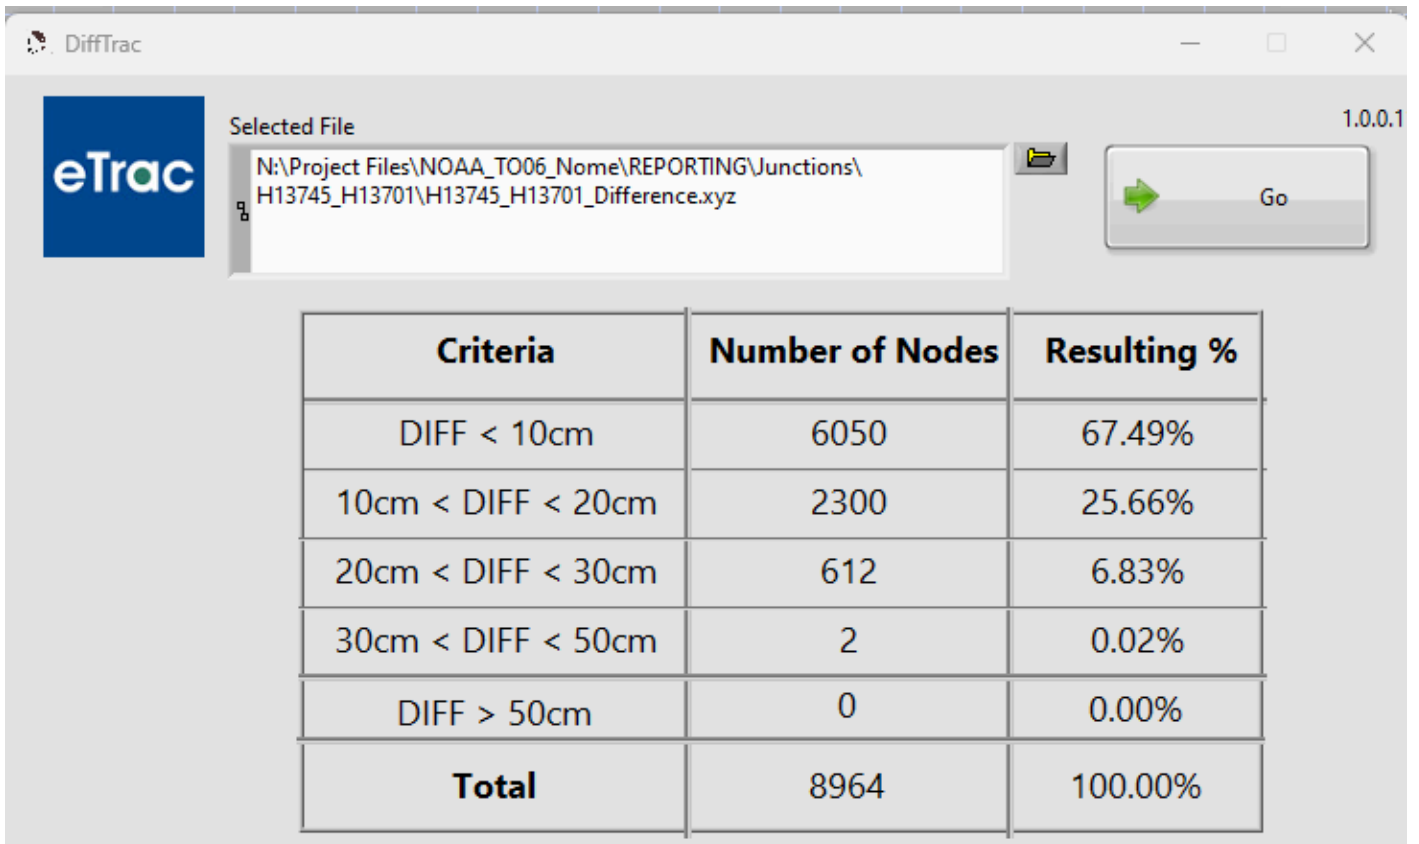 DiffTrac
eTrac
Selected File
1.0.0.1
N:\Project Files\NOAA_TO06_Nome\REPORTING\Junctions\
H13745_H13701\H13745_H13701_Difference.xyz
Go
Criteria Number of Nodes Resulting %
DIFF < 10cm 6050 67.49%
10cm < DIFF < 20cm 2300 25.66%
20cm < DIFF < 30cm 612 6.83%
30cm < DIFF < 50cm 2 0.02%
DIFF > 50cm 0 0.00%
Total 8964 100.00%